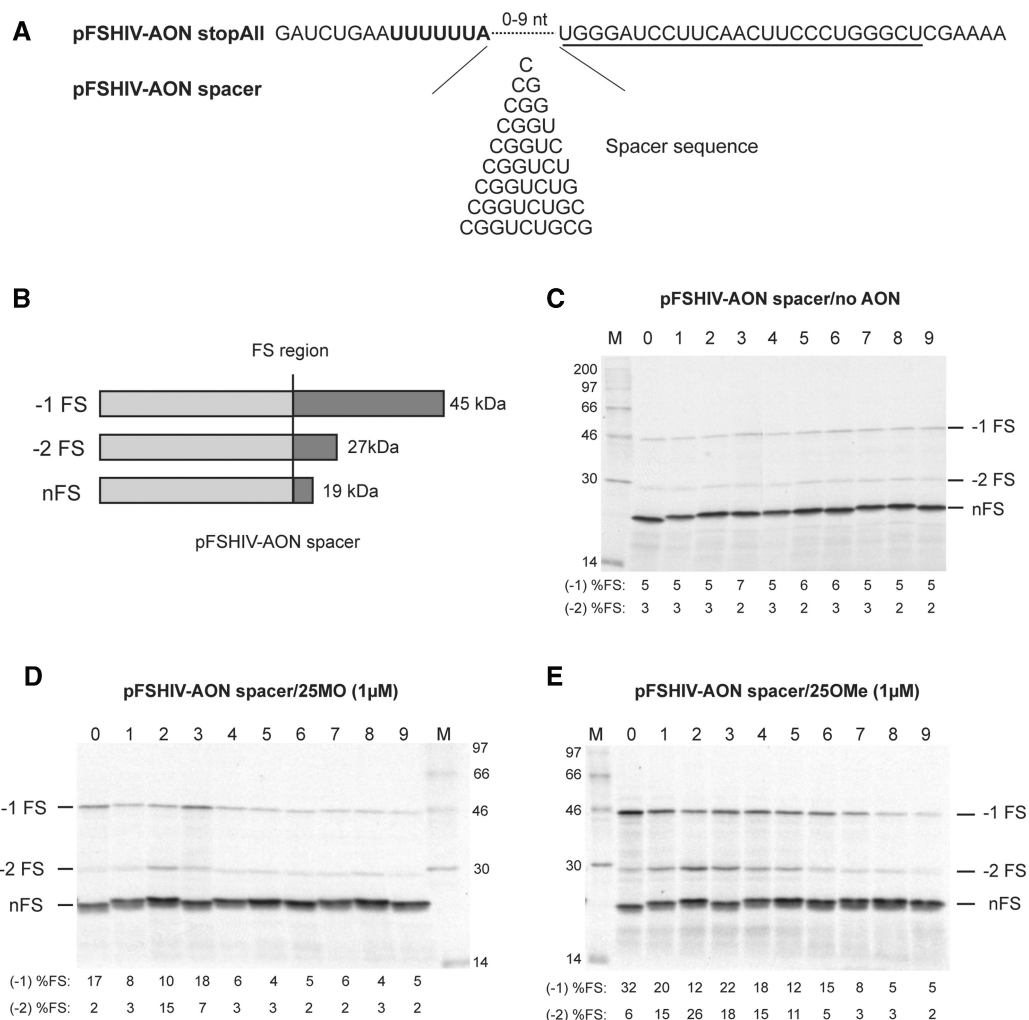 A
pFSHIV-AON stopAll GAUCUGAAUUUUUUA 0-9 nt UGGGAUCCUUCAACUUCCCUGGGCUCGAAAA
pFSHIV-AON spacer
C
CG
CGG
CGGU
CGGUC
CGGUCU
CGGUCUG
CGGUCUGC
CGGUCUGCG
Spacer sequence
B
FS region
-1 FS 45 kDa
-2 FS 27kDa
nFS 19 kDa
pFSHIV-AON spacer
C
pFSHIV-AON spacer/no AON
M 0 1 2 3 4 5 6 7 8 9
200
97
66
46
30
14
-1 FS
-2 FS
nFS
(-1) %FS: 5 5 5 7 5 6 6 5 5 5
(-2) %FS: 3 3 3 2 3 2 3 3 2 2
D
pFSHIV-AON spacer/25MO (1µM)
0 1 2 3 4 5 6 7 8 9 M
-1 FS
-2 FS
nFS
97
66
46
30
14
(-1) %FS: 17 8 10 18 6 4 5 6 4 5
(-2) %FS: 2 3 15 7 3 3 2 2 3 2
E
pFSHIV-AON spacer/25OMe (1µM)
M 0 1 2 3 4 5 6 7 8 9
97
66
46
30
14
-1 FS
-2 FS
nFS
(-1) %FS: 32 20 12 22 18 12 15 8 5 5
(-2) %FS: 6 15 26 18 15 11 5 3 3 2